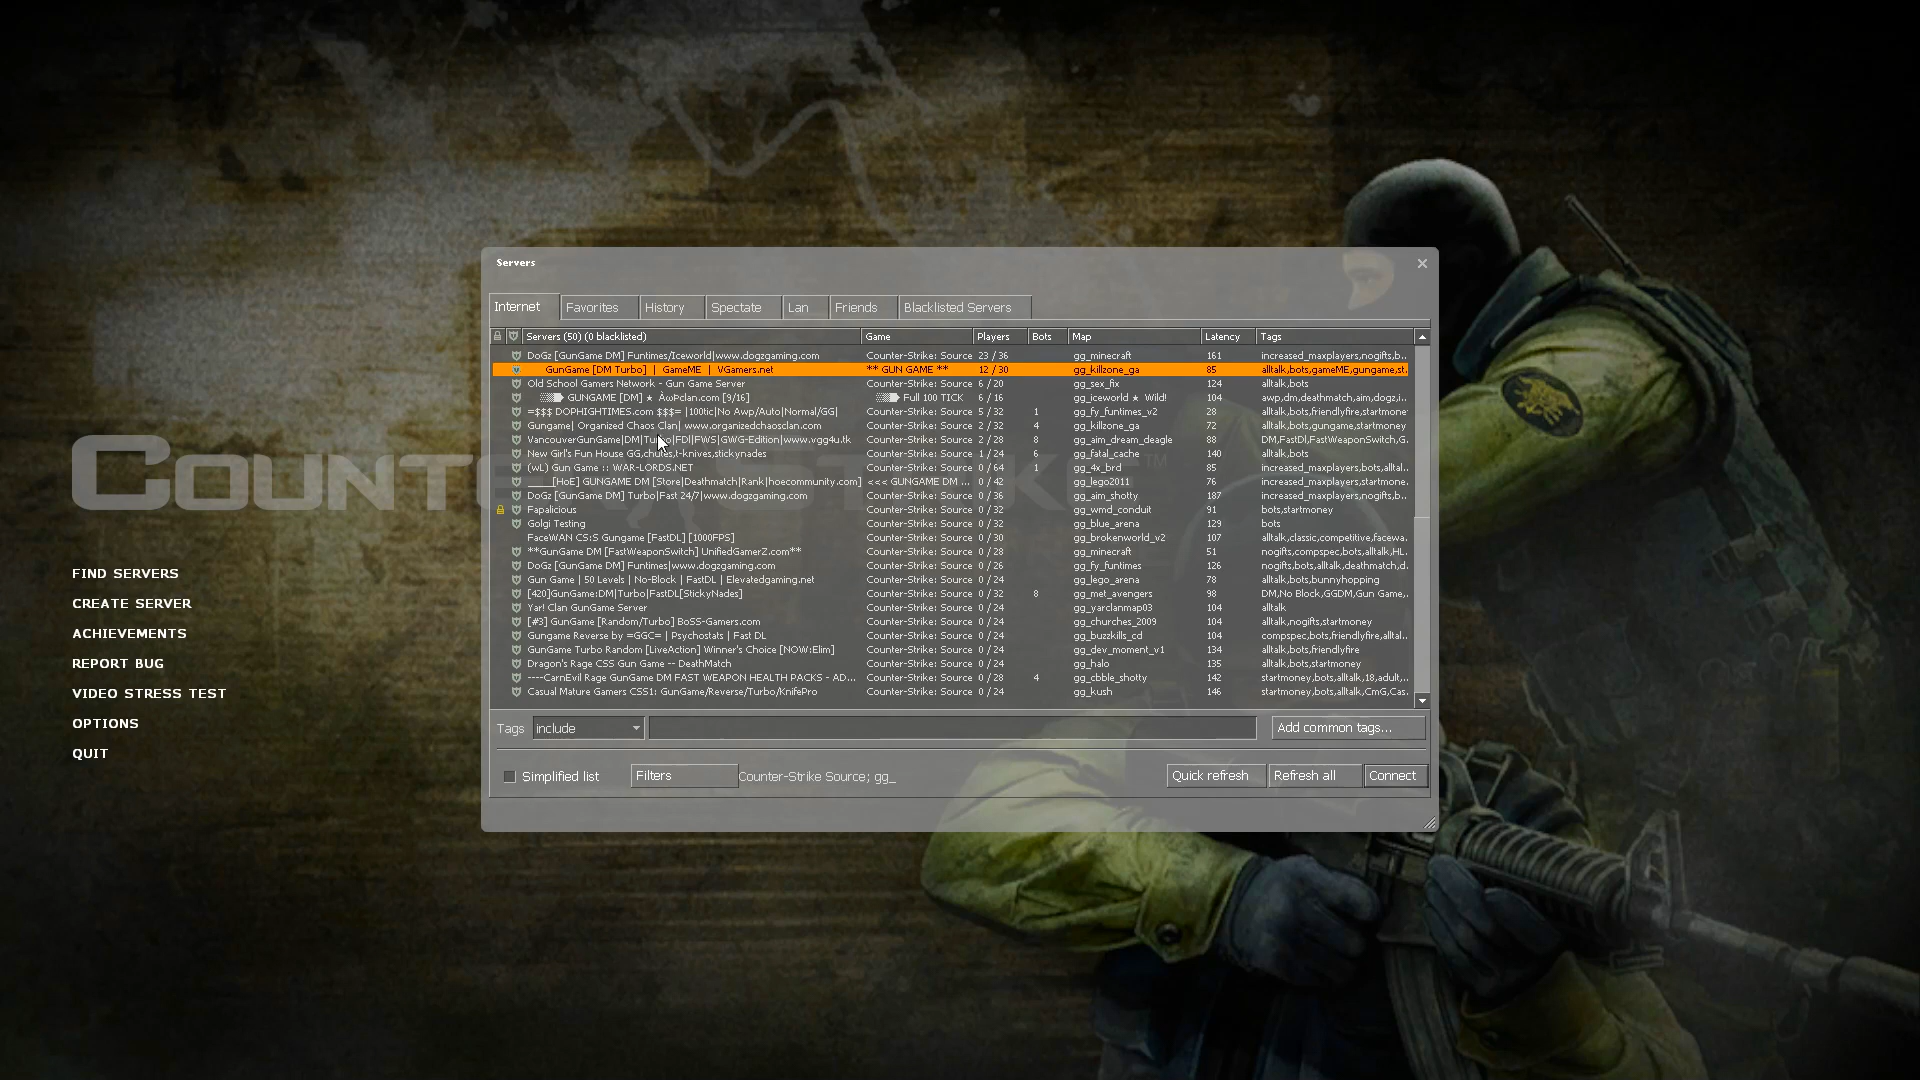 Servers
Internet Favorites History Spectate Lan Friends Blacklisted Servers
Servers (50) (0 blacklisted) Game Players Bots Map Latency Tags
DoGz [GunGame DM] Funtimes/Iceworld|www.dogzgaming.com Counter-Strike: Source 23 / 36 gg_minecraft 161 increased_maxplayers,nogifts,b...
GunGame [DM Turbo] | GameME | VGamers.net ** GUN GAME ** 12 / 30 gg_killzone_ga 85 alltalk,bots,gameME,gungame,st...
Old School Gamers Network - Gun Game Server Counter-Strike: Source 6 / 20 gg_sex_fix 124 alltalk,bots
GUNGAME [DM] ★ [9/16] Full 100 TICK 6 / 16 gg_iceworld ★ Wild! 104 awp,dm,deathmatch,aim,dogz,i...
=$$$ DOPHIGHTIMES.com $$$= |100tic|No Awp/Auto|Normal/GG| Counter-Strike: Source 5 / 32 1 gg_fy_funtimes_v2 28 alltalk,bots,friendlyfire,startmoney
Gungame| Organized Chaos Clan| www.organizedchaosclan.com Counter-Strike: Source 2 / 32 4 gg_killzone_ga 72 alltalk,bots,gungame,startmoney
VancouverGunGame|DM|Turbo|FDl|FWS|GWG-Edition|www.vgg4u.tk Counter-Strike: Source 2 / 28 8 gg_aim_dream_deagle 88 DM,FastDl,FastWeaponSwitch,G...
New Girl's Fun House GG,chutes,t-knives,stickynades Counter-Strike: Source 1 / 24 6 gg_fatal_cache 140 alltalk,bots
(wL) Gun Game :: WAR-LORDS.NET Counter-Strike: Source 0 / 64 1 gg_4x_brd 85 increased_maxplayers,bots,alltal...
____[HoE] GUNGAME DM [Store|Deathmatch|Rank|hoecommunity.com] <<< GUNGAME DM ... 0 / 42 gg_lego2011 76 increased_maxplayers,alltalk,bot...
DoGz [GunGame DM] Turbo|Fast 24/7|www.dogzgaming.com Counter-Strike: Source 0 / 36 gg_aim_shotty 187 increased_maxplayers,nogifts,b...
Fapalicious Counter-Strike: Source 0 / 32 gg_wmd_conduit 91 bots,startmoney
Golgi Testing Counter-Strike: Source 0 / 32 gg_blue_arena 129 bots
FaceWAN CS:S Gungame [FastDL] [1000FPS] Counter-Strike: Source 0 / 30 gg_brokenworld_v2 107 alltalk,classic,competitive,facewa...
**GunGame DM [FastWeaponSwitch] UnifiedGamerZ.com** Counter-Strike: Source 0 / 28 gg_minecraft 51 nogifts,compspec,bots,alltalk,HL...
DoGz [GunGame DM] Funtimes|www.dogzgaming.com Counter-Strike: Source 0 / 26 gg_fy_funtimes 126 nogifts,bots,alltalk,deathmatch,d...
Gun Game | 50 Levels | No-Block | FastDL | Elevatedgaming.net Counter-Strike: Source 0 / 24 gg_lego_arena 78 alltalk,bots,bunnyhopping
[420]GunGame:DM|Turbo|FastDL[StickyNades] Counter-Strike: Source 0 / 32 8 gg_met_avengers 98 DM,No Block,GGDM,Gun Game,...
Yar! Clan GunGame Server Counter-Strike: Source 0 / 24 gg_yarclanmap03 104 alltalk
[#3] GunGame [Random/Turbo] BoSS-Gamers.com Counter-Strike: Source 0 / 24 gg_churches_2009 104 alltalk,nogifts,startmoney
Gungame Reverse by =GGC= | Psychostats | Fast DL Counter-Strike: Source 0 / 24 gg_buzzkills_cd 104 compspec,bots,friendlyfire,alltal...
GunGame Turbo Random [LiveAction] Winner's Choice [NOW:Elim] Counter-Strike: Source 0 / 24 gg_dev_moment_v1 134 alltalk,bots,friendlyfire
Dragon's Rage CSS Gun Game -- DeathMatch Counter-Strike: Source 0 / 24 gg_halo 135 alltalk,bots,startmoney
----CarnEvil Rage GunGame DM FAST WEAPON HEALTH PACKS - AD... Counter-Strike: Source 0 / 28 4 gg_cbble_shotty 142 startmoney,bots,alltalk,18,adult,...
Casual Mature Gamers CSS1: GunGame/Reverse/Turbo/KnifePro Counter-Strike: Source 0 / 24 gg_kush 146 startmoney,bots,alltalk,CmG,Cas...
Tags include Add common tags...
Simplified list Filters Counter-Strike Source; gg_ Quick refresh Refresh all Connect
FIND SERVERS
CREATE SERVER
ACHIEVEMENTS
REPORT BUG
VIDEO STRESS TEST
OPTIONS
QUIT